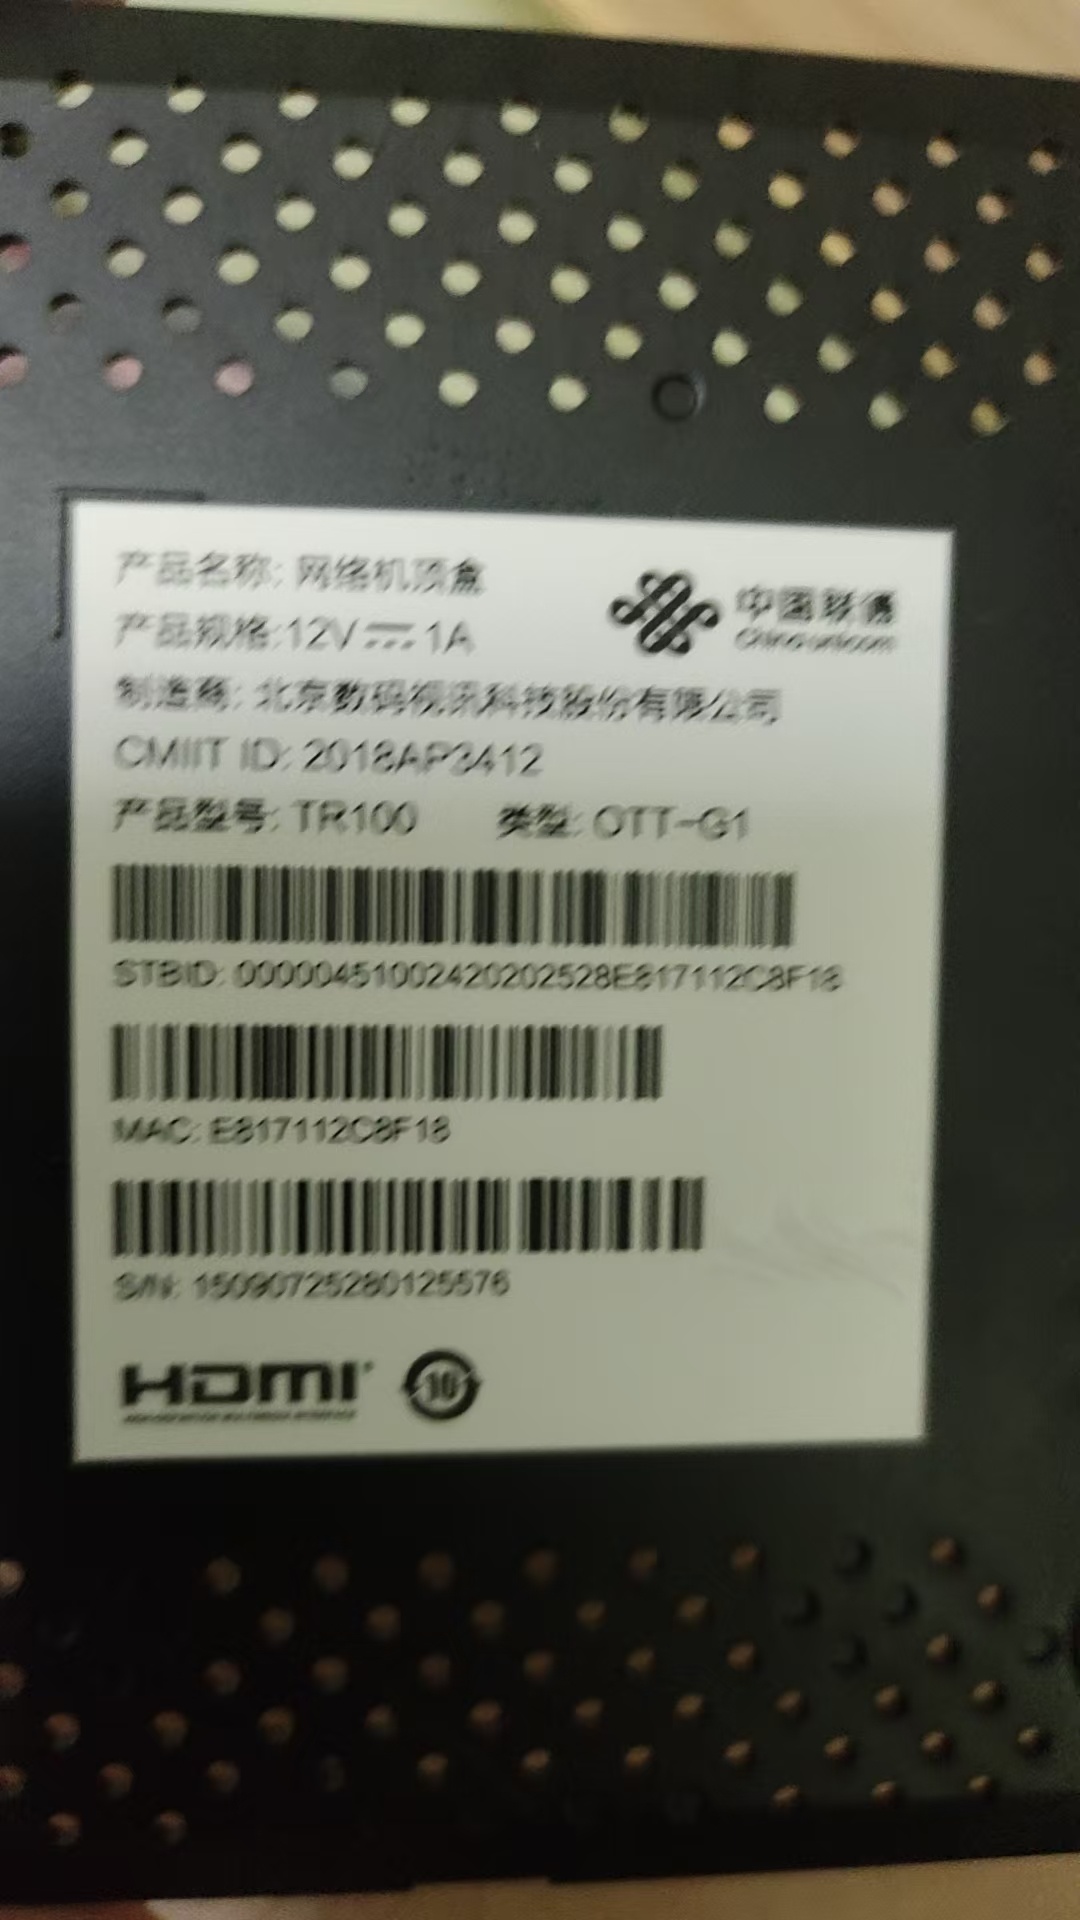 产品名称: 网络机顶盒
中国联通
China unicom
产品规格:12V⎓1A
制造商: 北京数码视讯科技股份有限公司
CMIIT ID: 2018AP3412
产品型号: TR100 类型: OTT-G1
STBID: 00000451002420202528E817112C8F18
MAC: E817112C8F18
S/N: 15090725280125576
HDMI
10